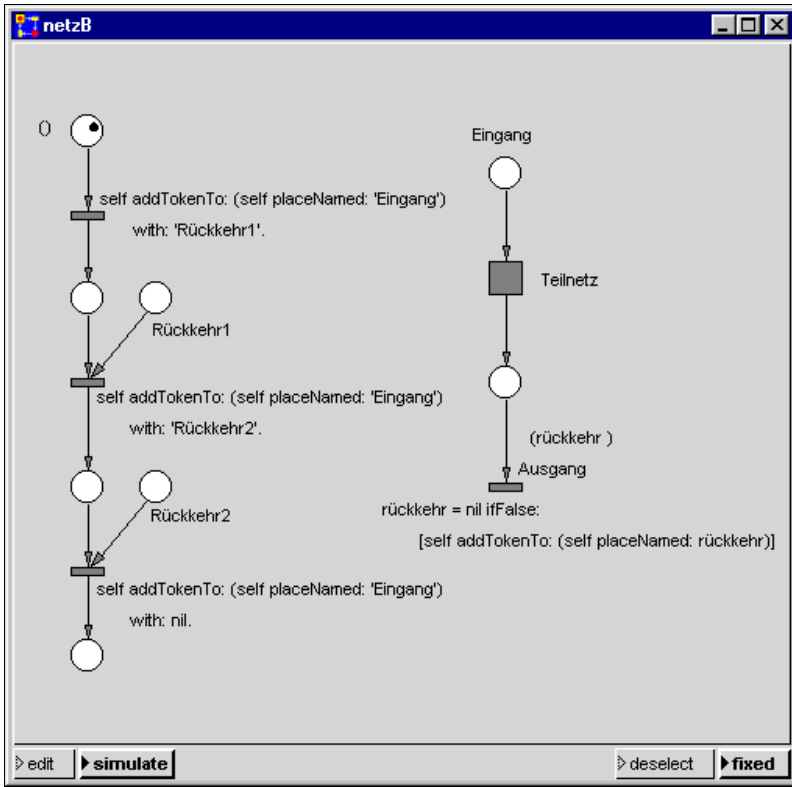 netzB
()
self addTokenTo: (self placeNamed: 'Eingang')
with: 'Rückkehr1'.
Rückkehr1
self addTokenTo: (self placeNamed: 'Eingang')
with: 'Rückkehr2'.
Rückkehr2
self addTokenTo: (self placeNamed: 'Eingang')
with: nil.
Eingang
Teilnetz
(rückkehr )
Ausgang
rückkehr = nil ifFalse:
[self addTokenTo: (self placeNamed: rückkehr)]
edit
simulate
deselect
fixed